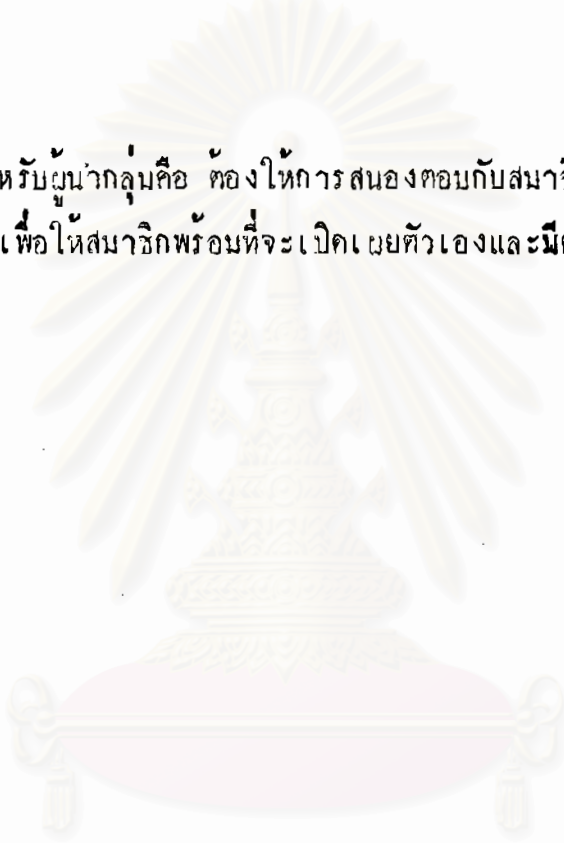 หรับผู้นำกลุ่มคือ ต้องให้การสนองตอบกับสมา
เพื่อให้สมาชิกพร้อมที่จะเปิดเผยตัวเองและมี